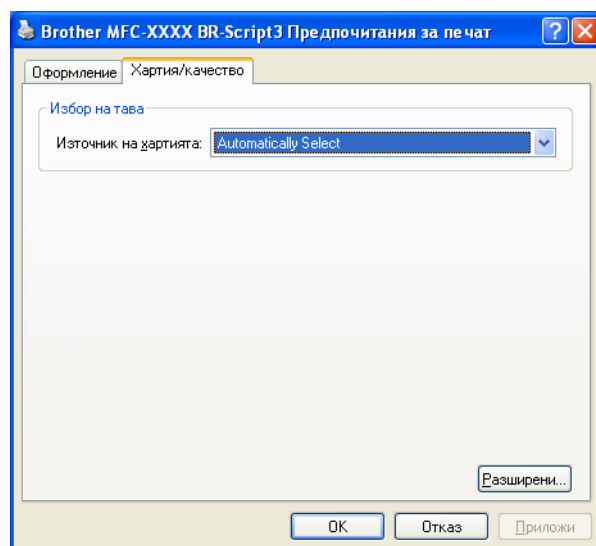 Brother MFC-XXXX BR-Script3 Предпочитания за печат
Оформление Хартия/качество
Избор на тава
Източник на хартията: Automatically Select
Разширени...
OK Отказ Приложи